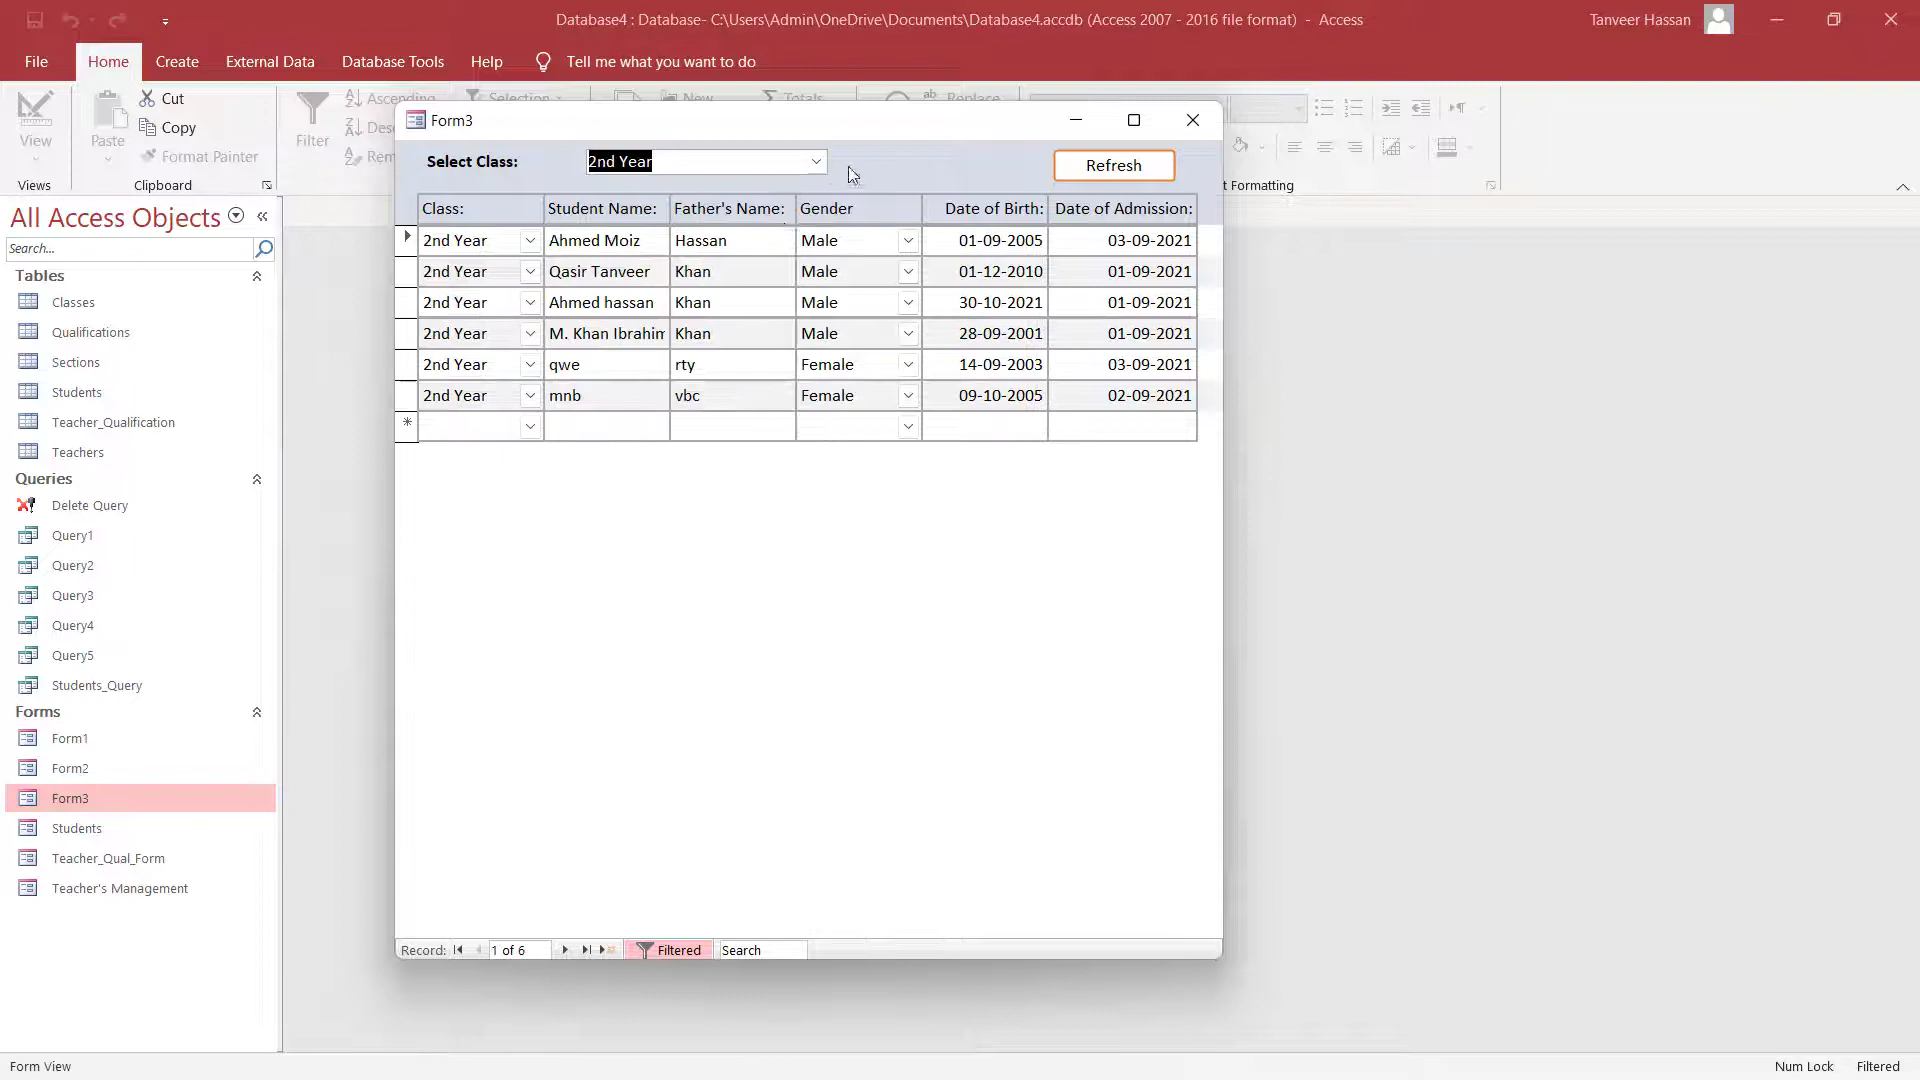 Database4 : Database- C:\Users\Admin\OneDrive\Documents\Database4.accdb (Access 2007 - 2016 file format) - Access
Tanveer Hassan
File Home Create External Data Database Tools Help Tell me what you want to do
View
Views
Paste
Cut
Copy
Format Painter
Clipboard
Filter
Ascending
Selection
New
Totals
Replace
Formatting
All Access Objects
Search...
Tables
Classes
Qualifications
Sections
Students
Teacher_Qualification
Teachers
Queries
Delete Query
Query1
Query2
Query3
Query4
Query5
Students_Query
Forms
Form1
Form2
Form3
Students
Teacher_Qual_Form
Teacher's Management
Form3
Select Class: 2nd Year Refresh
Class: Student Name: Father's Name: Gender Date of Birth: Date of Admission:
2nd Year Ahmed Moiz Hassan Male 01-09-2005 03-09-2021
2nd Year Qasir Tanveer Khan Male 01-12-2010 01-09-2021
2nd Year Ahmed hassan Khan Male 30-10-2021 01-09-2021
2nd Year M. Khan Ibrahim Khan Male 28-09-2001 01-09-2021
2nd Year qwe rty Female 14-09-2003 03-09-2021
2nd Year mnb vbc Female 09-10-2005 02-09-2021
*
Record: 1 of 6 Filtered Search
Form View
Num Lock Filtered